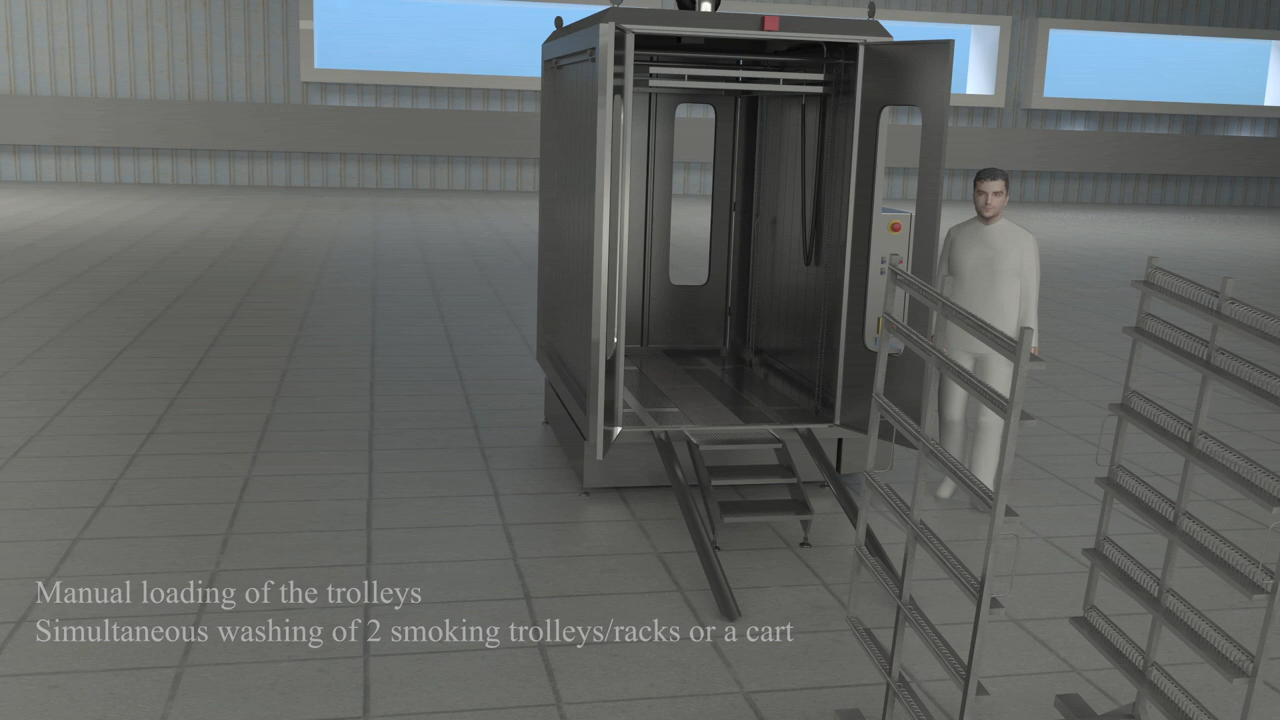 Manual loading of the trolleys
Simultaneous washing of 2 smoking trolleys/racks or a cart